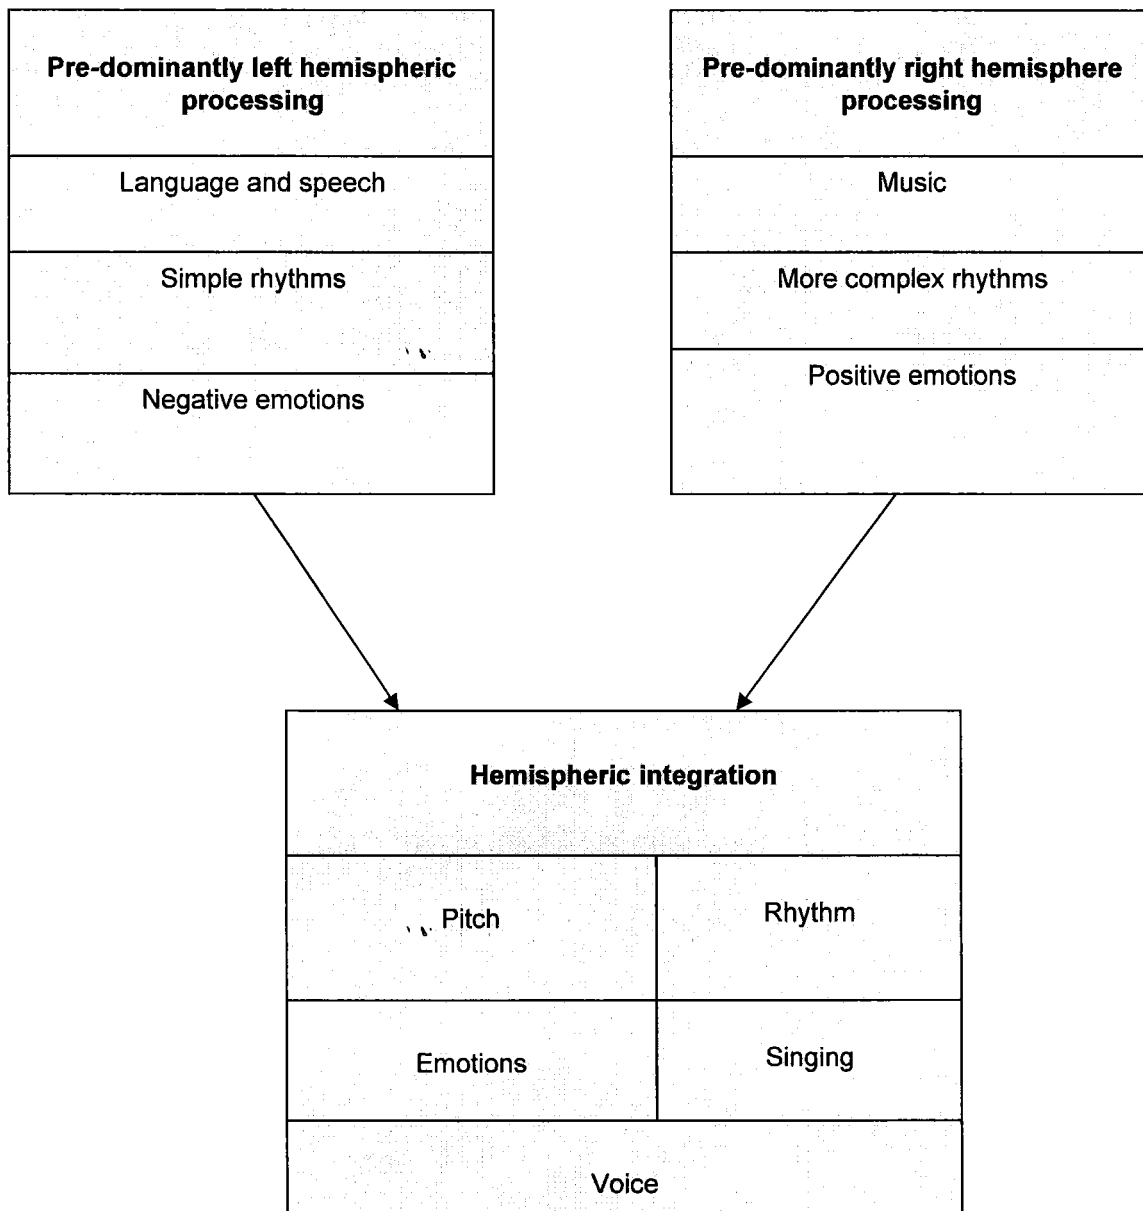 Pre-dominantly left hemispheric
processing
Language and speech
Simple rhythms
Negative emotions
Pre-dominantly right hemisphere
processing
Music
More complex rhythms
Positive emotions
Hemispheric integration
Pitch
Rhythm
Emotions
Singing
Voice